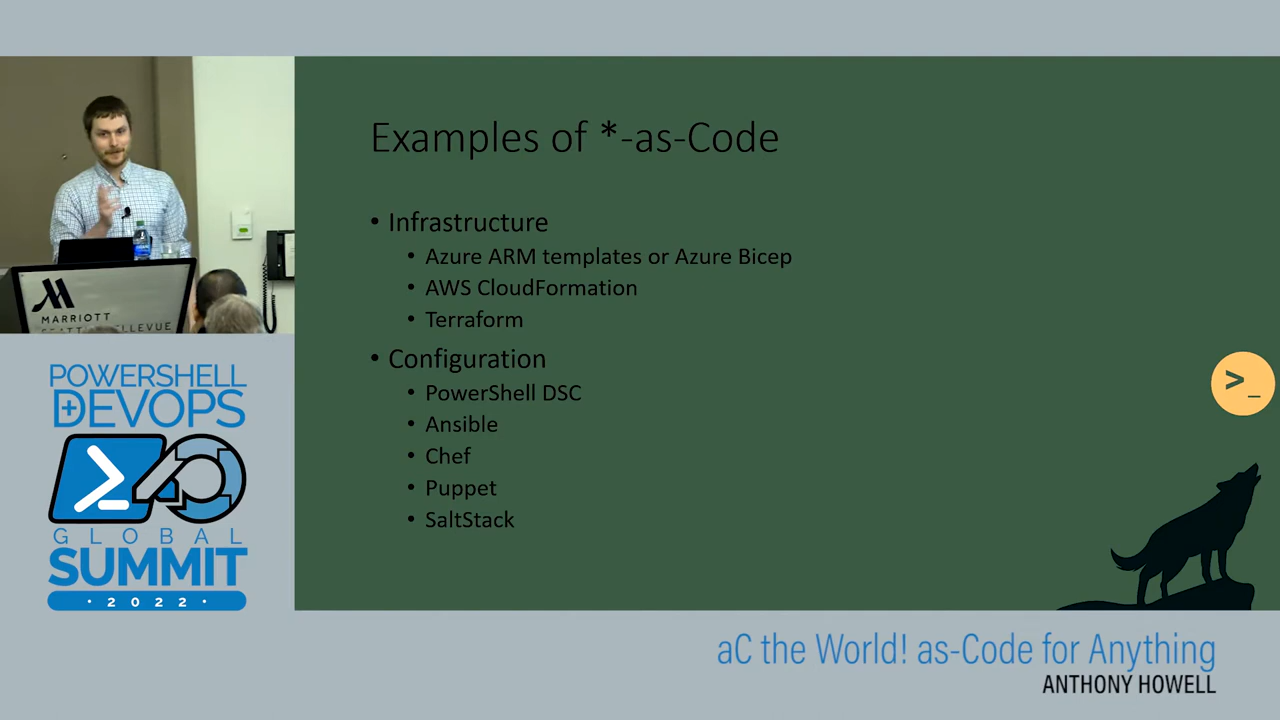 Examples of *-as-Code
• Infrastructure
• Azure ARM templates or Azure Bicep
• AWS CloudFormation
• Terraform
• Configuration
• PowerShell DSC
• Ansible
• Chef
• Puppet
• SaltStack
>_
MARRIOTT
POWERSHELL
DEVOPS
GLOBAL
SUMMIT
· 2022 ·
aC the World! as-Code for Anything
ANTHONY HOWELL